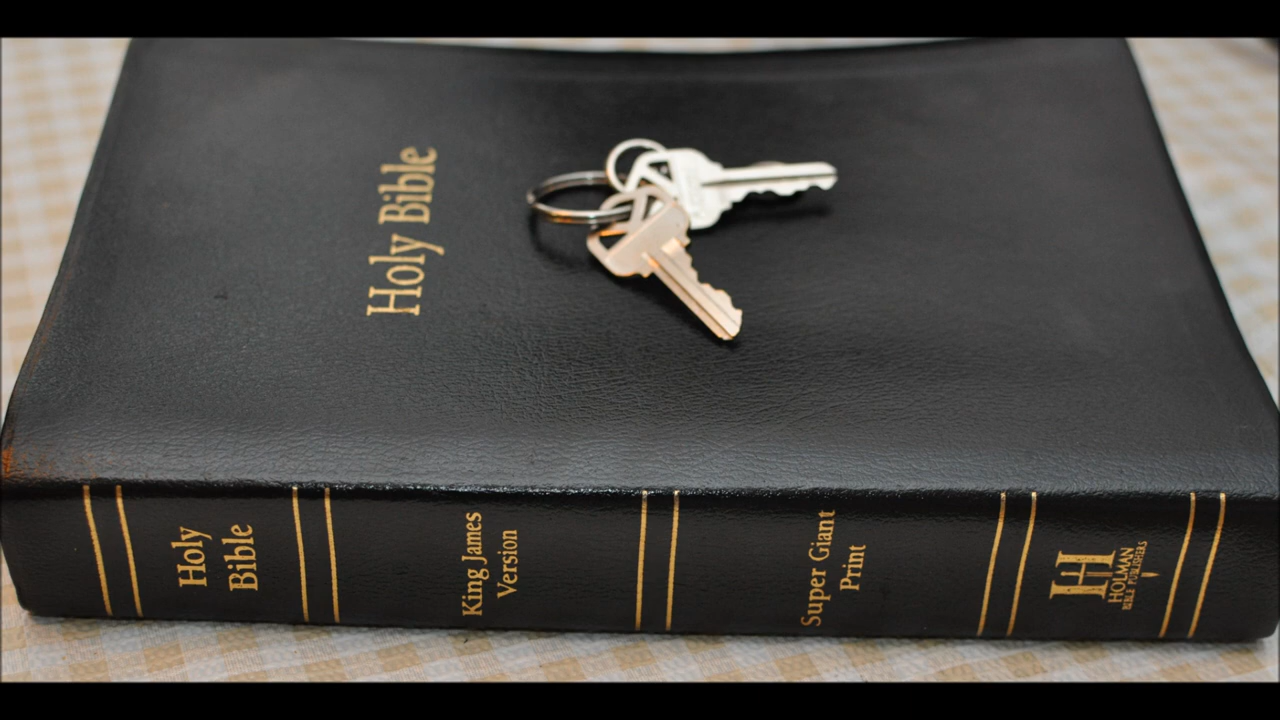 Holy Bible
Holy
Bible
King James
Version
Super Giant
Print
H
HOLMAN
BIBLE PUBLISHERS